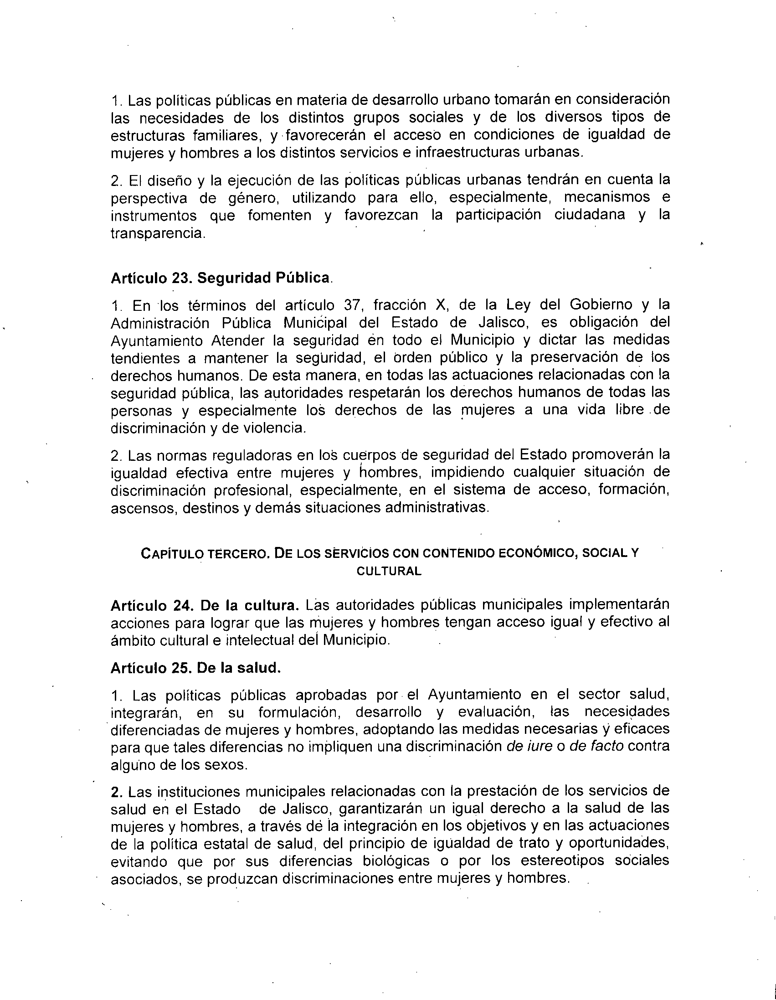 1. Las políticas públicas en materia de desarrollo urbano tomarán en consideración
las necesidades de los distintos grupos sociales y de los diversos tipos de
estructuras familiares, y favorecerán el acceso en condiciones de igualdad de
mujeres y hombres a los distintos servicios e infraestructuras urbanas.
2. El diseño y la ejecución de las políticas públicas urbanas tendrán en cuenta la
perspectiva de género, utilizando para ello, especialmente, mecanismos e
instrumentos que fomenten y favorezcan la participación ciudadana y la
transparencia.
Artículo 23. Seguridad Pública.
1. En los términos del artículo 37, fracción X, de la Ley del Gobierno y la
Administración Pública Municipal del Estado de Jalisco, es obligación del
Ayuntamiento Atender la seguridad en todo el Municipio y dictar las medidas
tendientes a mantener la seguridad, el orden público y la preservación de los
derechos humanos. De esta manera, en todas las actuaciones relacionadas con la
seguridad pública, las autoridades respetarán los derechos humanos de todas las
personas y especialmente los derechos de las mujeres a una vida libre de
discriminación y de violencia.
2. Las normas reguladoras en los cuerpos de seguridad del Estado promoverán la
igualdad efectiva entre mujeres y hombres, impidiendo cualquier situación de
discriminación profesional, especialmente, en el sistema de acceso, formación,
ascensos, destinos y demás situaciones administrativas.
CAPÍTULO TERCERO. DE LOS SERVICIOS CON CONTENIDO ECONÓMICO, SOCIAL Y
CULTURAL
Artículo 24. De la cultura. Las autoridades públicas municipales implementarán
acciones para lograr que las mujeres y hombres tengan acceso igual y efectivo al
ámbito cultural e intelectual del Municipio.
Artículo 25. De la salud.
1. Las políticas públicas aprobadas por el Ayuntamiento en el sector salud,
integrarán, en su formulación, desarrollo y evaluación, las necesidades
diferenciadas de mujeres y hombres, adoptando las medidas necesarias y eficaces
para que tales diferencias no impliquen una discriminación de iure o de facto contra
alguno de los sexos.
2. Las instituciones municipales relacionadas con la prestación de los servicios de
salud en el Estado de Jalisco, garantizarán un igual derecho a la salud de las
mujeres y hombres, a través de la integración en los objetivos y en las actuaciones
de la política estatal de salud, del principio de igualdad de trato y oportunidades,
evitando que por sus diferencias biológicas o por los estereotipos sociales
asociados, se produzcan discriminaciones entre mujeres y hombres.